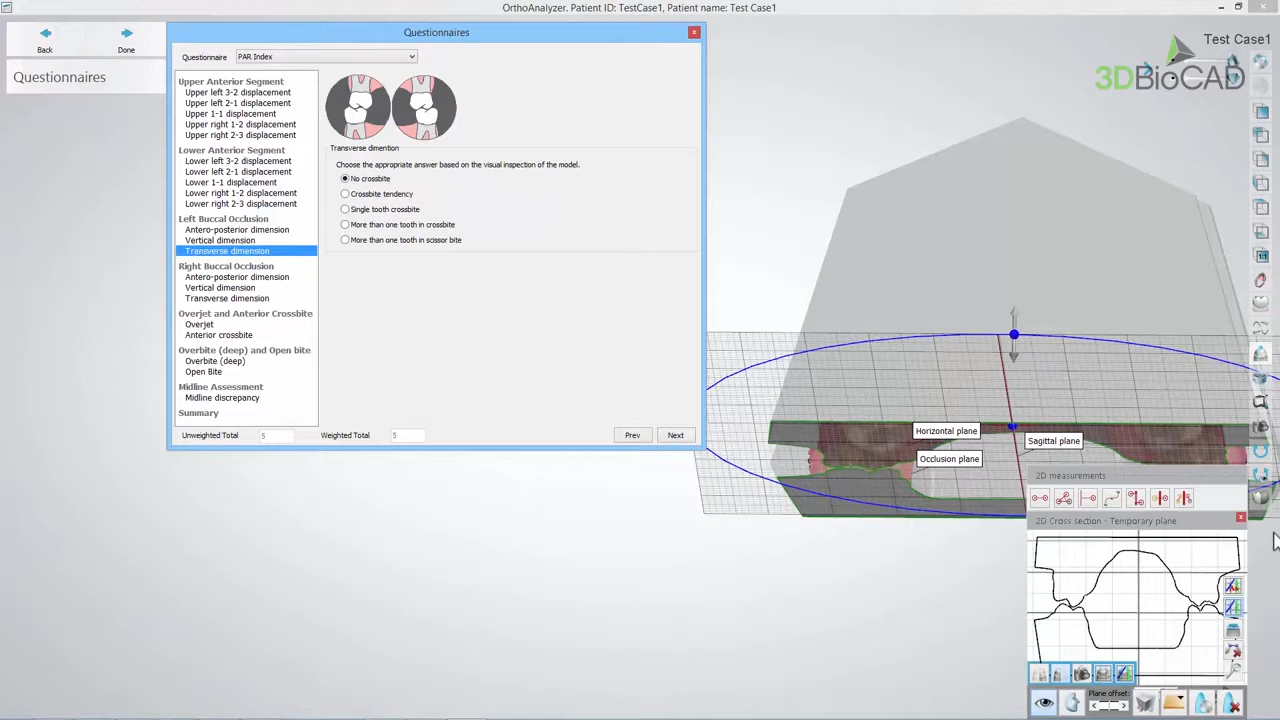 OrthoAnalyzer. Patient ID: TestCase1, Patient name: Test Case1
Back
Done
Questionnaires
Questionnaires
Questionnaire
PAR Index
Upper Anterior Segment
Upper left 3-2 displacement
Upper left 2-1 displacement
Upper 1-1 displacement
Upper right 1-2 displacement
Upper right 2-3 displacement
Lower Anterior Segment
Lower left 3-2 displacement
Lower left 2-1 displacement
Lower 1-1 displacement
Lower right 1-2 displacement
Lower right 2-3 displacement
Left Buccal Occlusion
Antero-posterior dimension
Vertical dimension
Transverse dimension
Right Buccal Occlusion
Antero-posterior dimension
Vertical dimension
Transverse dimension
Overjet and Anterior Crossbite
Overjet
Anterior crossbite
Overbite (deep) and Open bite
Overbite (deep)
Open Bite
Midline Assessment
Midline discrepancy
Summary
Transverse dimention
Choose the appropriate answer based on the visual inspection of the model.
No crossbite
Crossbite tendency
Single tooth crossbite
More than one tooth in crossbite
More than one tooth in scissor bite
Unweighted Total 5 Weighted Total 5
Prev
Next
Test Case1
3DBioCAD
1:1
Horizontal plane
Sagittal plane
Occlusion plane
2D measurements
2D Cross section - Temporary plane
Plane offset: